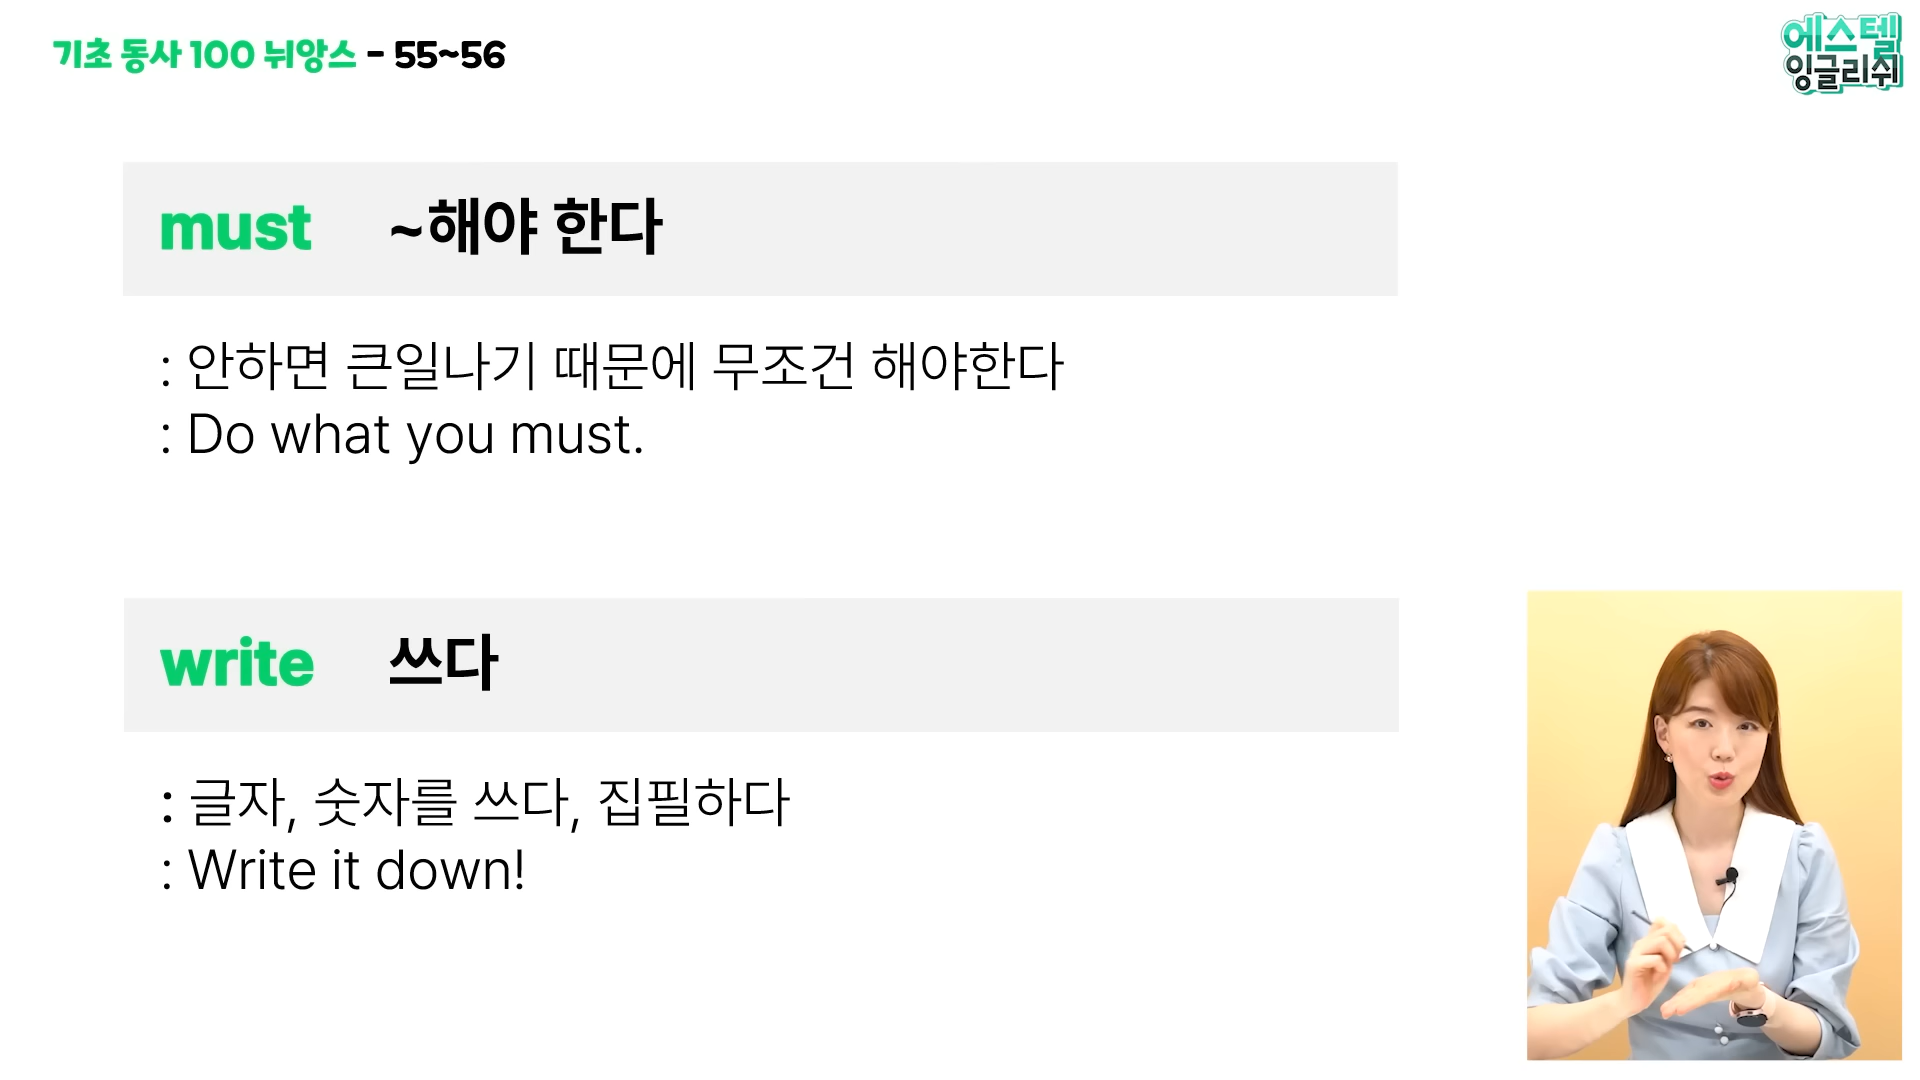 기초 동사 100 뉘앙스 - 55~56
에스텔
잉글리쉬
must ~해야 한다
: 안하면 큰일나기 때문에 무조건 해야한다
: Do what you must.
write 쓰다
: 글자, 숫자를 쓰다, 집필하다
: Write it down!